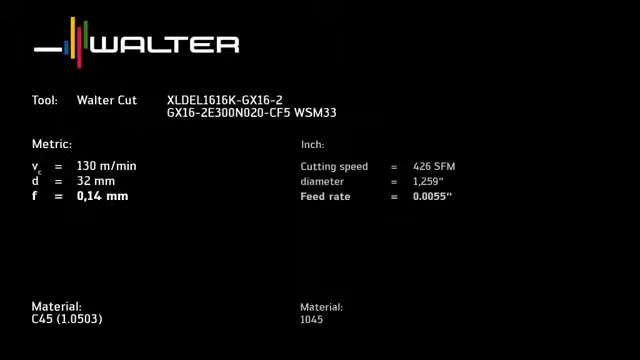 WALTER
Tool: Walter Cut XLDEL1616K-GX16-2
GX16-2E300N020-CF5 WSM33
Metric: Inch:
vc = 130 m/min Cutting speed = 426 SFM
d = 32 mm diameter = 1,259"
f = 0,14 mm Feed rate = 0.0055"
Material: Material:
C45 (1.0503) 1045